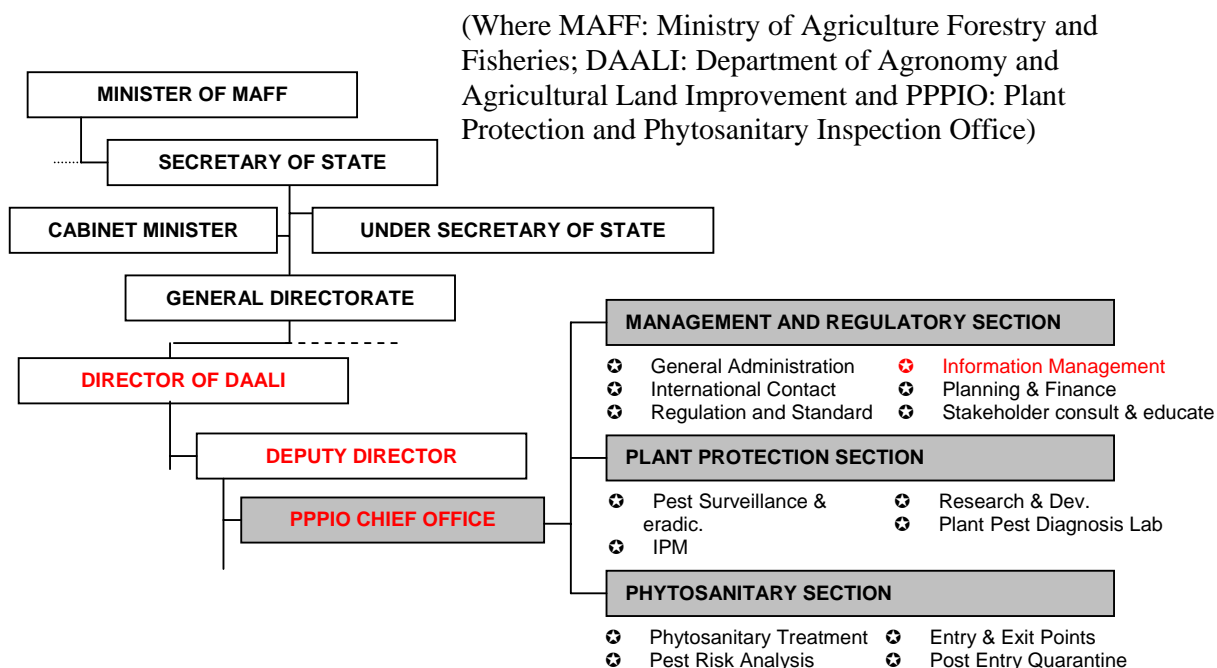 (Where MAFF: Ministry of Agriculture Forestry and
Fisheries; DAALI: Department of Agronomy and
Agricultural Land Improvement and PPPIO: Plant
Protection and Phytosanitary Inspection Office)
MINISTER OF MAFF
SECRETARY OF STATE
CABINET MINISTER
UNDER SECRETARY OF STATE
GENERAL DIRECTORATE
DIRECTOR OF DAALI
DEPUTY DIRECTOR
PPPIO CHIEF OFFICE
MANAGEMENT AND REGULATORY SECTION
General Administration
International Contact
Regulation and Standard
Information Management
Planning & Finance
Stakeholder consult & educate
PLANT PROTECTION SECTION
Pest Surveillance &
eradic.
IPM
Research & Dev.
Plant Pest Diagnosis Lab
PHYTOSANITARY SECTION
Phytosanitary Treatment
Pest Risk Analysis
Entry & Exit Points
Post Entry Quarantine